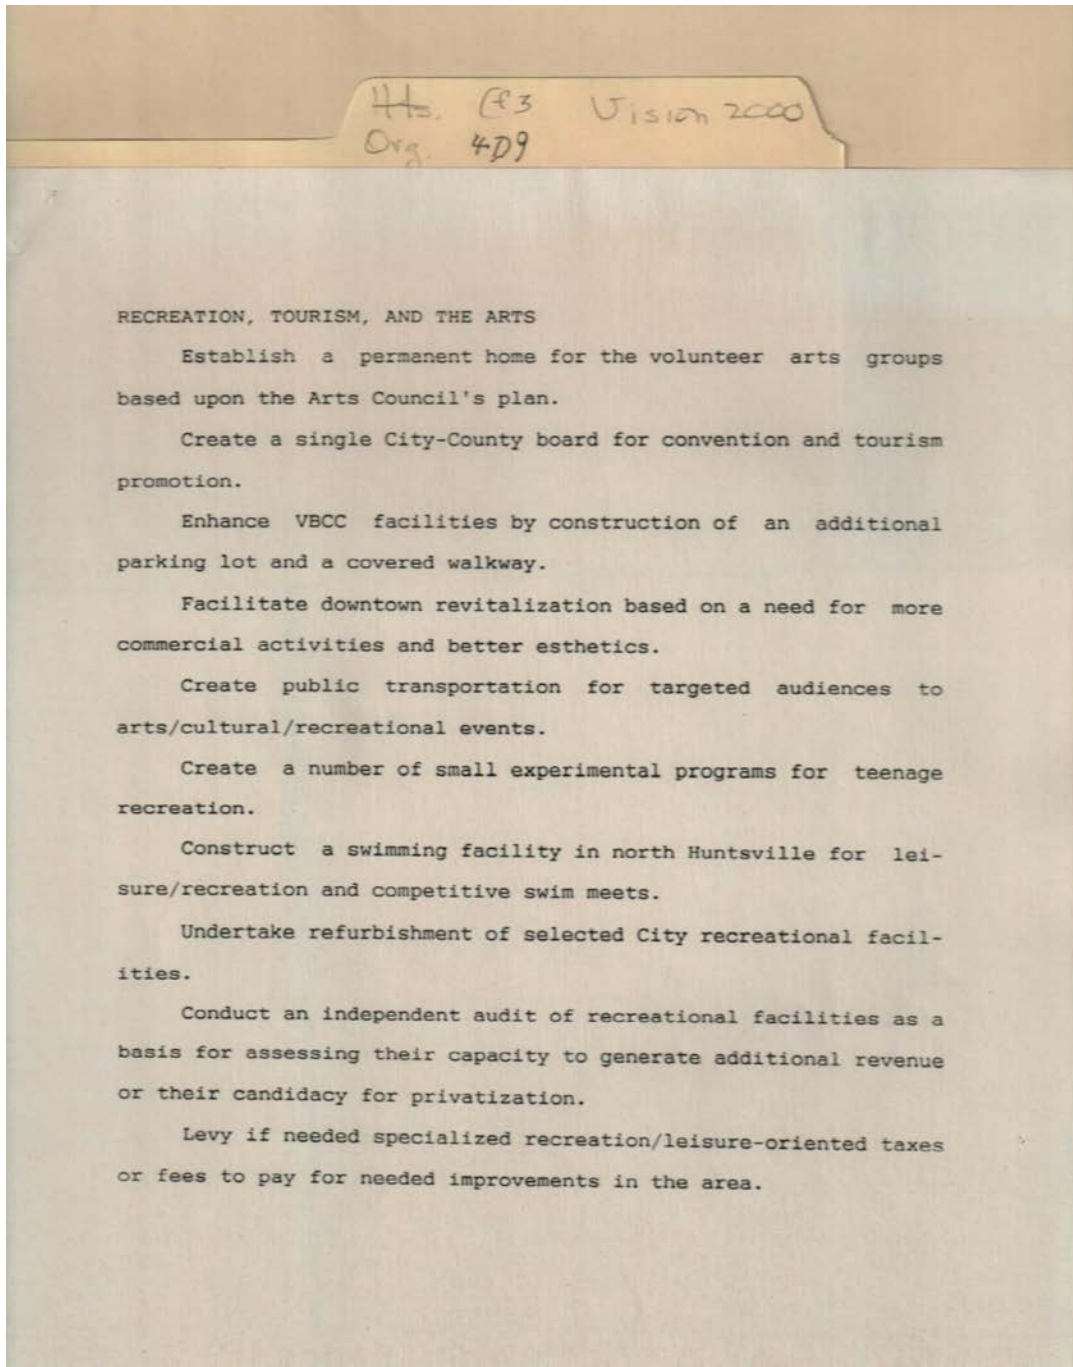 Hts. Cf3 Vision 2000
Org. 4D9
RECREATION, TOURISM, AND THE ARTS
Establish a permanent home for the volunteer arts groups
based upon the Arts Council's plan.
Create a single City-County board for convention and tourism
promotion.
Enhance VBCC facilities by construction of an additional
parking lot and a covered walkway.
Facilitate downtown revitalization based on a need for more
commercial activities and better esthetics.
Create public transportation for targeted audiences to
arts/cultural/recreational events.
Create a number of small experimental programs for teenage
recreation.
Construct a swimming facility in north Huntsville for lei-
sure/recreation and competitive swim meets.
Undertake refurbishment of selected City recreational facil-
ities.
Conduct an independent audit of recreational facilities as a
basis for assessing their capacity to generate additional revenue
or their candidacy for privatization.
Levy if needed specialized recreation/leisure-oriented taxes
or fees to pay for needed improvements in the area.